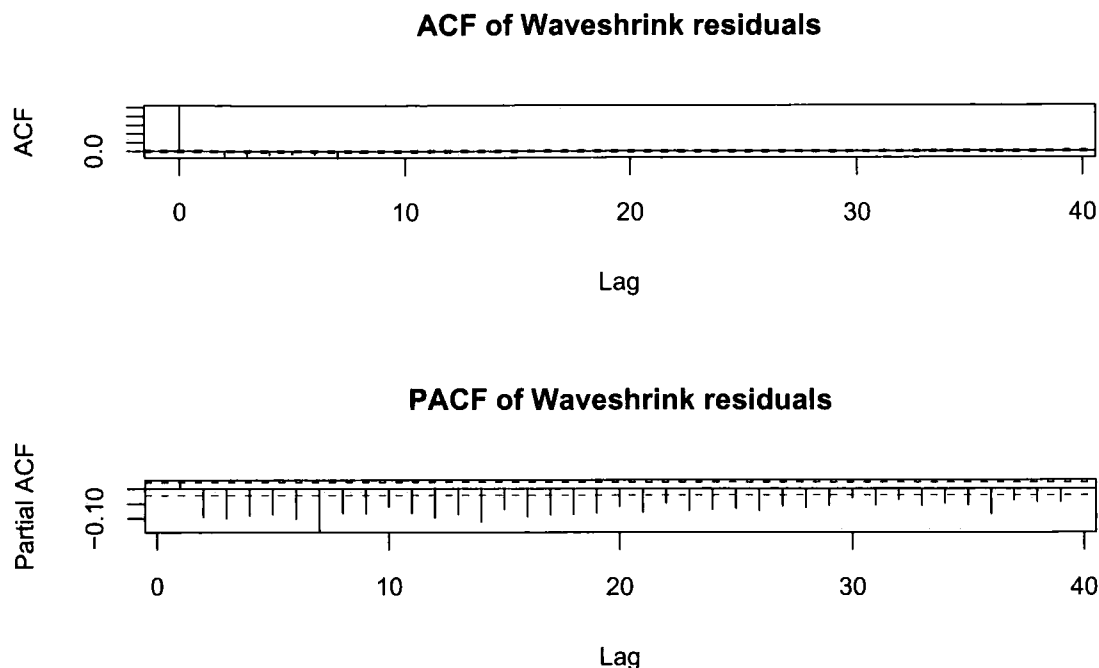 ACF of Waveshrink residuals
ACF
0.0
0 10 20 30 40
Lag
PACF of Waveshrink residuals
Partial ACF
−0.10
0 10 20 30 40
Lag